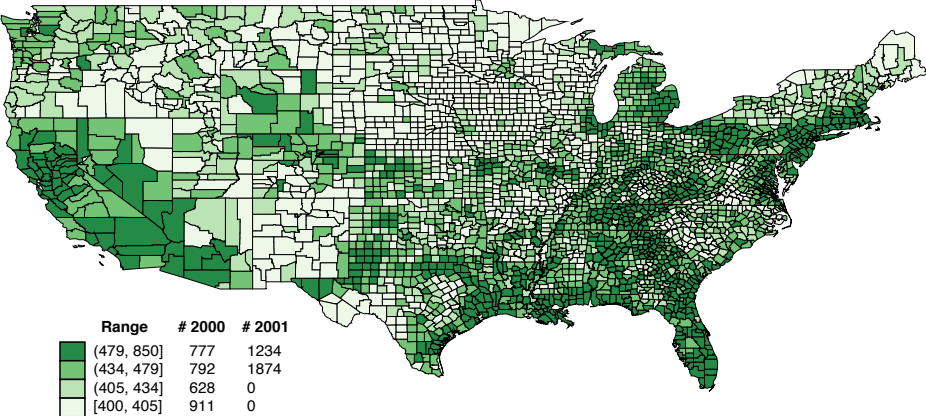 Range # 2000 # 2001
(479, 850] 777 1234
(434, 479] 792 1874
(405, 434] 628 0
[400, 405] 911 0